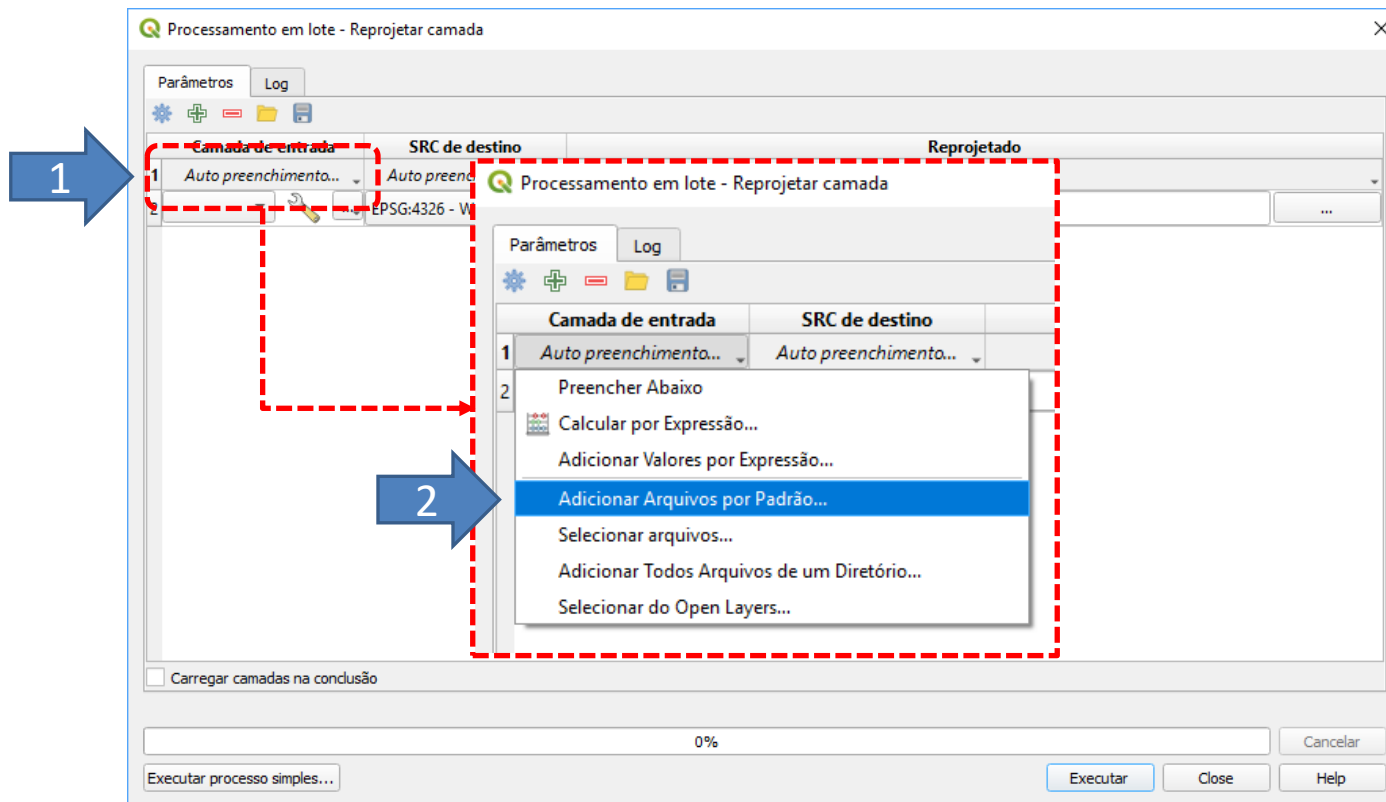 Processamento em lote - Reprojetar camada
Parâmetros Log
Camada de entrada SRC de destino Reprojetado
1
1 Auto preenchimento... Auto preenc
2 ... EPSG:4326 - W ...
Processamento em lote - Reprojetar camada
Parâmetros Log
Camada de entrada SRC de destino
1 Auto preenchimento... Auto preenchimento...
2 Preencher Abaixo
Calcular por Expressão...
Adicionar Valores por Expressão...
2
Adicionar Arquivos por Padrão...
Selecionar arquivos...
Adicionar Todos Arquivos de um Diretório...
Selecionar do Open Layers...
Carregar camadas na conclusão
0% Cancelar
Executar processo simples... Executar Close Help